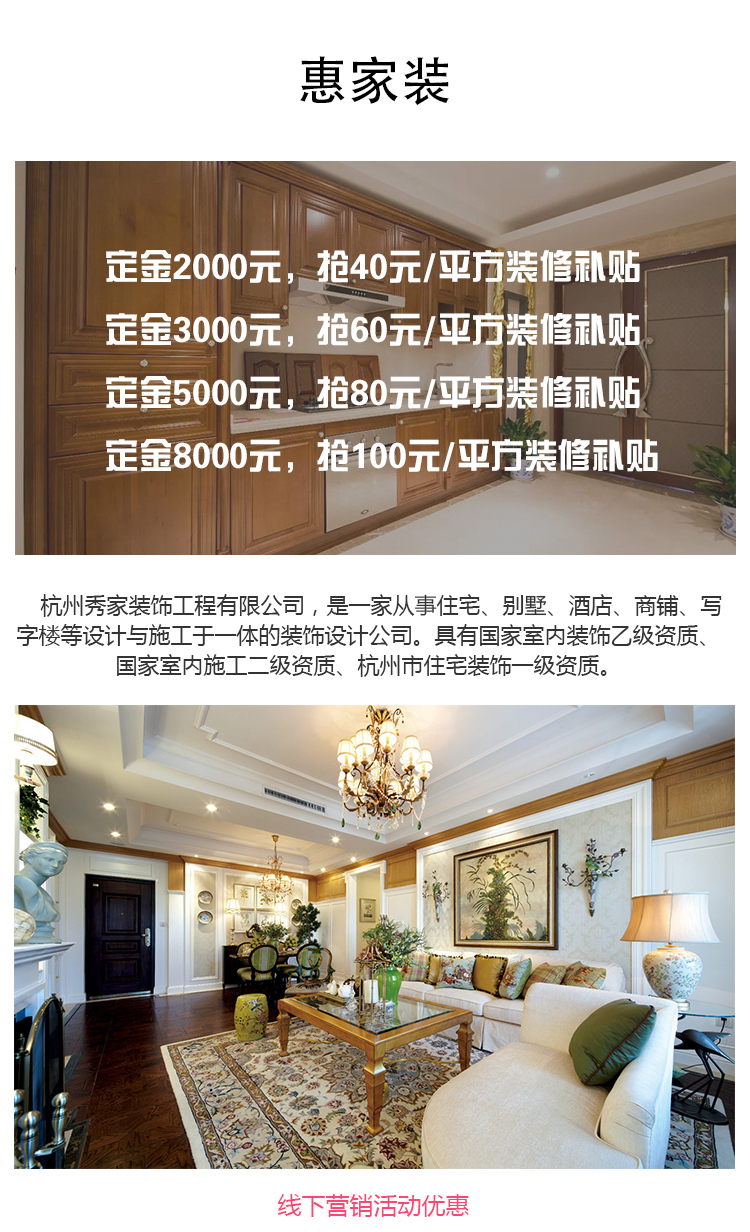 惠家装
定金2000元，抢40元/平方装修补贴
定金3000元，抢60元/平方装修补贴
定金5000元，抢80元/平方装修补贴
定金8000元，抢100元/平方装修补贴
杭州秀家装饰工程有限公司，是一家从事住宅、别墅、酒店、商铺、写
字楼等设计与施工于一体的装饰设计公司。具有国家室内装饰乙级资质、
国家室内施工二级资质、杭州市住宅装饰一级资质。
线下营销活动优惠